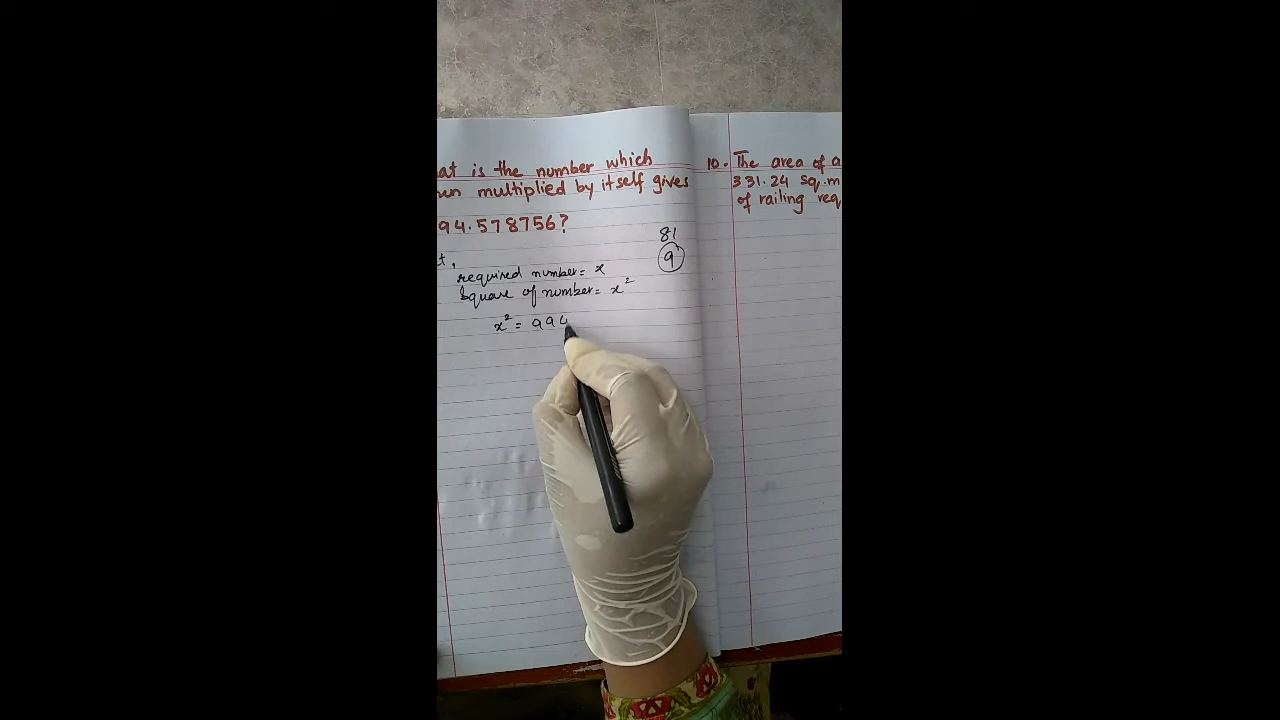 at is the number which
en multiplied by itself gives
94.578756?
t,
required number = x
Square of number = x²
x² = 99
81
9
10. The area of a
331.24 sq.m
of railing req